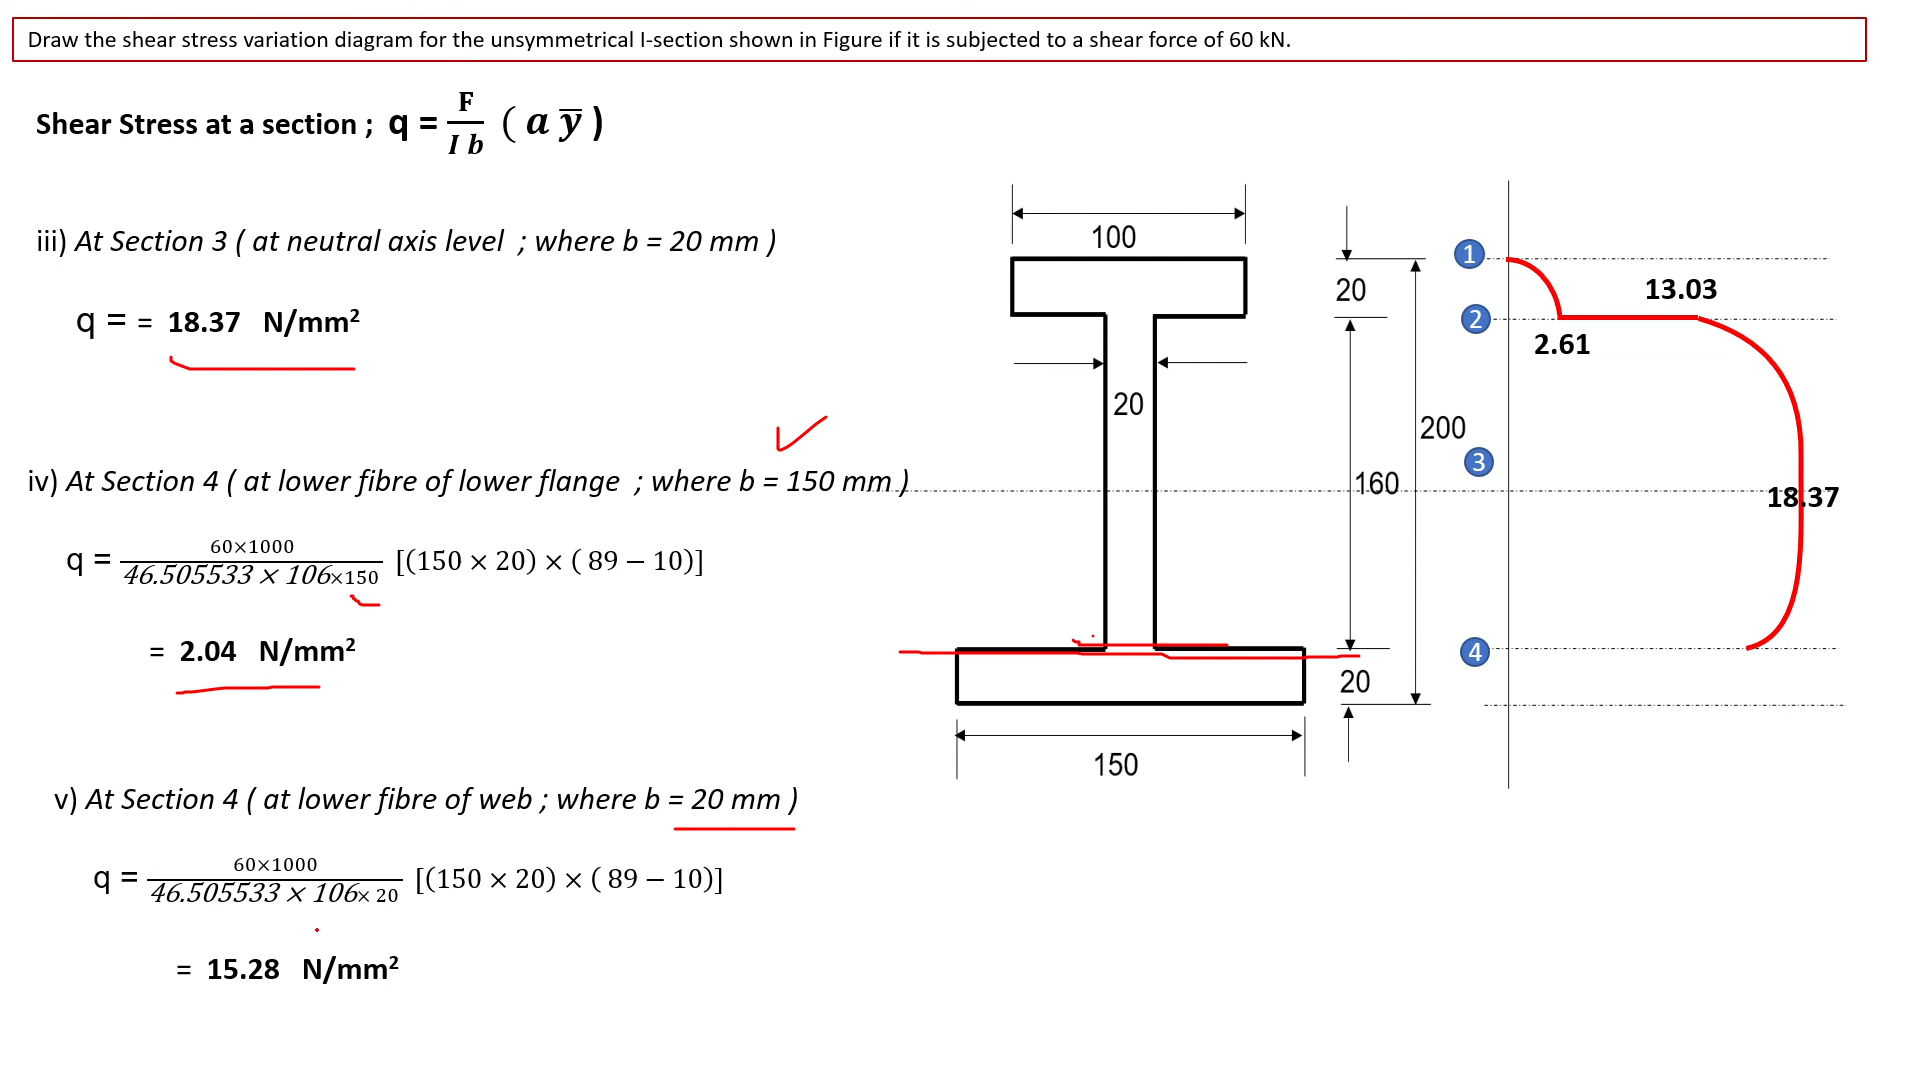 Draw the shear stress variation diagram for the unsymmetrical I-section shown in Figure if it is subjected to a shear force of 60 kN.
Shear Stress at a section ; q = F / I b ( a y̅ )
iii) At Section 3 ( at neutral axis level ; where b = 20 mm )
q = = 18.37 N/mm²
iv) At Section 4 ( at lower fibre of lower flange ; where b = 150 mm )
q = 60×1000 / 46.505533 × 106×150 [(150 × 20) × ( 89 − 10)]
= 2.04 N/mm²
v) At Section 4 ( at lower fibre of web ; where b = 20 mm )
q = 60×1000 / 46.505533 × 106× 20 [(150 × 20) × ( 89 − 10)]
= 15.28 N/mm²
100
20
20
200
160
20
150
1
2
3
4
13.03
2.61
18.37